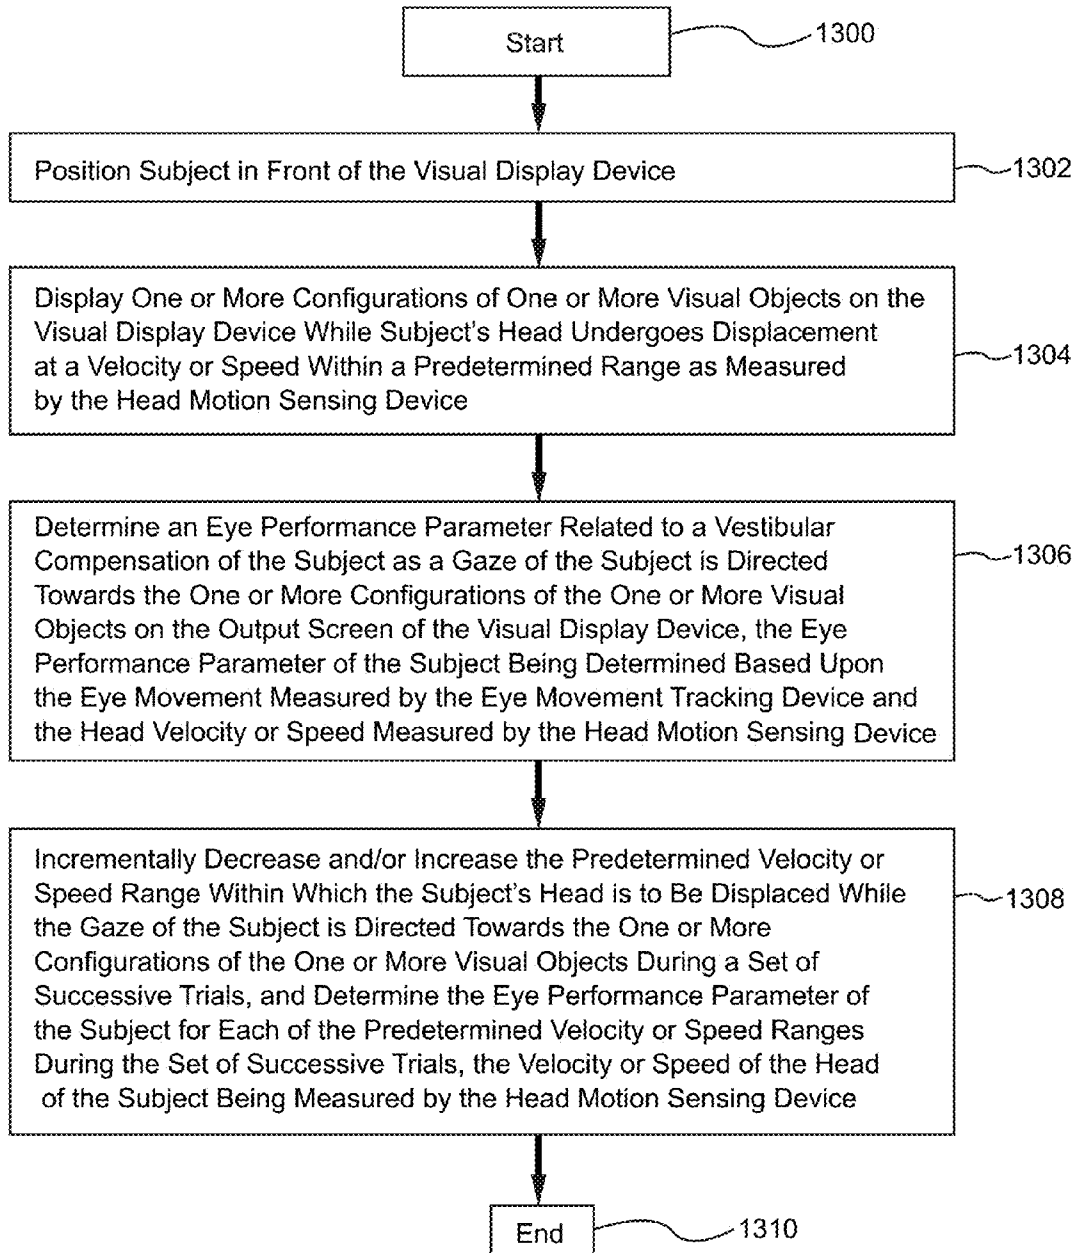 Start
1300
Position Subject in Front of the Visual Display Device
1302
Display One or More Configurations of One or More Visual Objects on the
Visual Display Device While Subject's Head Undergoes Displacement
at a Velocity or Speed Within a Predetermined Range as Measured
by the Head Motion Sensing Device
1304
Determine an Eye Performance Parameter Related to a Vestibular
Compensation of the Subject as a Gaze of the Subject is Directed
Towards the One or More Configurations of the One or More Visual
Objects on the Output Screen of the Visual Display Device, the Eye
Performance Parameter of the Subject Being Determined Based Upon
the Eye Movement Measured by the Eye Movement Tracking Device and
the Head Velocity or Speed Measured by the Head Motion Sensing Device
1306
Incrementally Decrease and/or Increase the Predetermined Velocity or
Speed Range Within Which the Subject's Head is to Be Displaced While
the Gaze of the Subject is Directed Towards the One or More
Configurations of the One or More Visual Objects During a Set of
Successive Trials, and Determine the Eye Performance Parameter of
the Subject for Each of the Predetermined Velocity or Speed Ranges
During the Set of Successive Trials, the Velocity or Speed of the Head
of the Subject Being Measured by the Head Motion Sensing Device
1308
End
1310